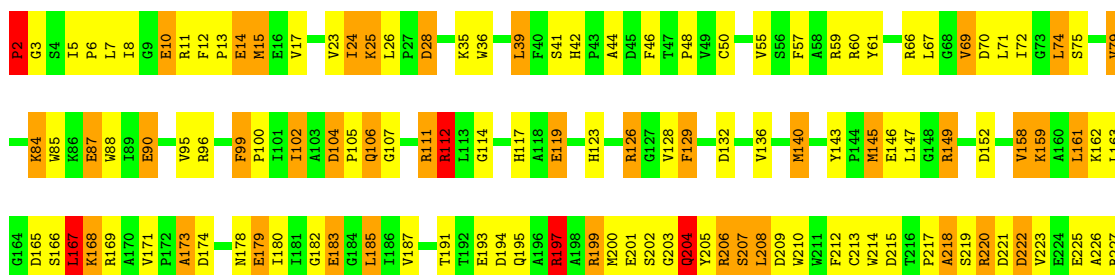 P2 G3 S4 I5 P6 L7 I8 G9 E10 R11 F12 P13 E14 M15 E16 V17 V23 I24 K25 L26 P27 D28 K35 W36 L39 F40 S41 H42 P43 A44 D45 F46 T47 P48 V49 C50 V55 S56 F57 A58 R59 R60 Y61 R66 L67 G68 V69 D70 L71 I72 G73 L74 S75
K84 W85 K86 E87 W88 I89 E90 V95 R96 F99 P100 I101 I102 A103 D104 P105 Q106 G107 R111 R112 L113 G114 H117 A118 E119 H123 R126 G127 V128 F129 D132 V136 M140 Y143 P144 M145 E146 L147 G148 R149 D152 V158 K159 A160 L161 K162
G164 D165 S166 L167 K168 R169 A170 V171 P172 A173 D174 N178 E179 I180 I181 G182 E183 G184 L185 I186 V187 T191 T192 E193 D194 Q195 A196 R197 A198 R199 M200 E201 S202 G203 Q204 Y205 R206 S207 L208 D209 W210 W211 F212 C213 W214 D215 T216 P217 A218 S219 R220 D221 D222 V223 E224 E225 A226